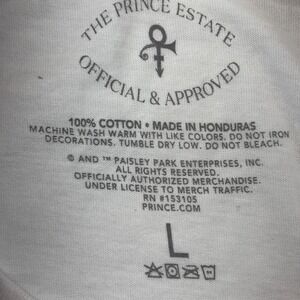 THE PRINCE ESTATE
OFFICIAL & APPROVED
100% COTTON • MADE IN HONDURAS
MACHINE WASH WARM WITH LIKE COLORS. DO NOT IRON
DECORATIONS. TUMBLE DRY LOW. DO NOT BLEACH.
© AND ™ PAISLEY PARK ENTERPRISES, INC.
ALL RIGHTS RESERVED.
OFFICIALLY AUTHORIZED MERCHANDISE.
UNDER LICENSE TO MERCH TRAFFIC.
RN #153105
PRINCE.COM
L